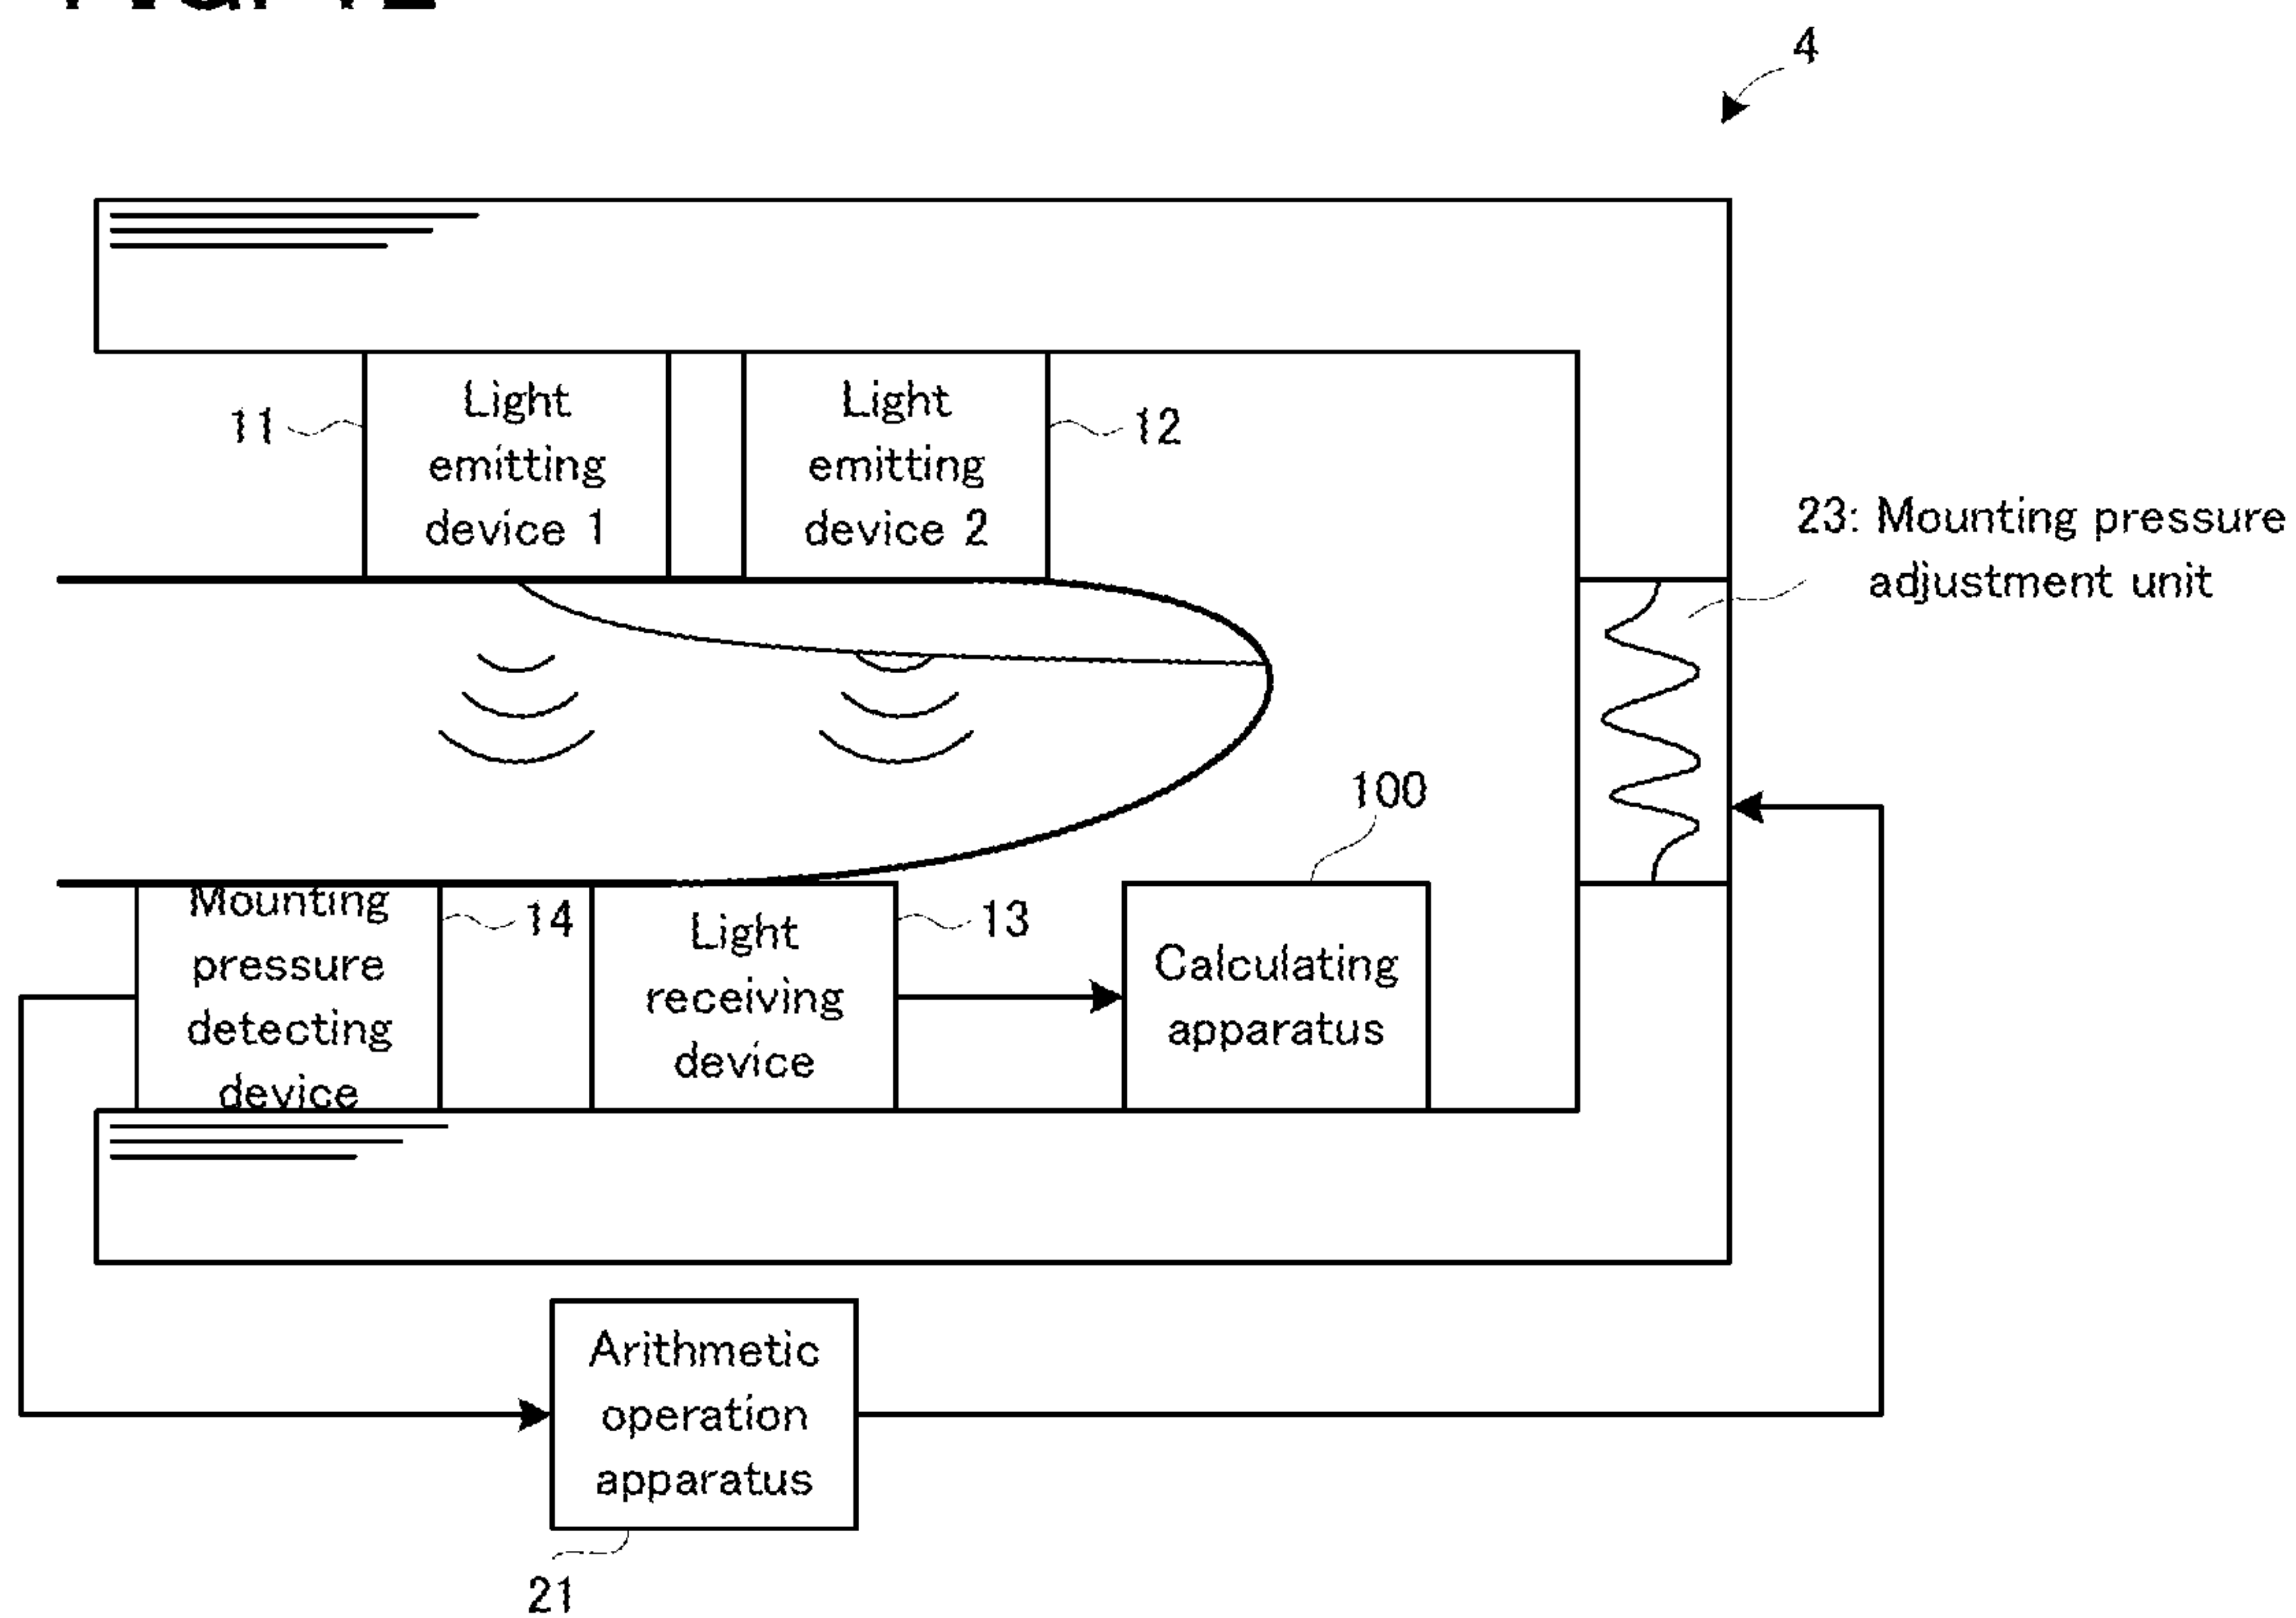 4
Light
emitting
device 1
11
Light
emitting
device 2
12
23: Mounting pressure
adjustment unit
100
Mounting
pressure
detecting
device
14
Light
receiving
device
13
Calculating
apparatus
Arithmetic
operation
apparatus
21